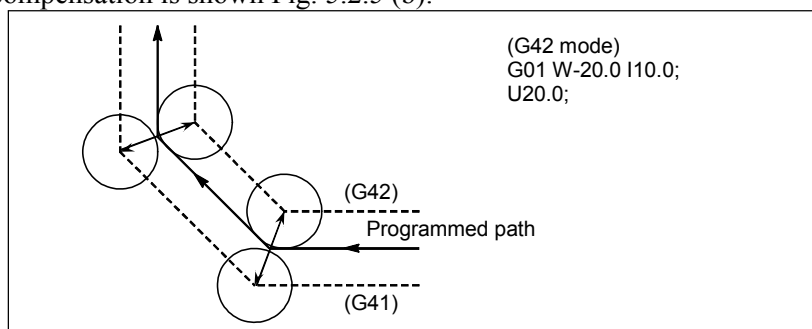 compensation is shown Fig. 5.2.5 (b).
(G42 mode)
G01 W-20.0 I10.0;
U20.0;
(G42)
Programmed path
(G41)